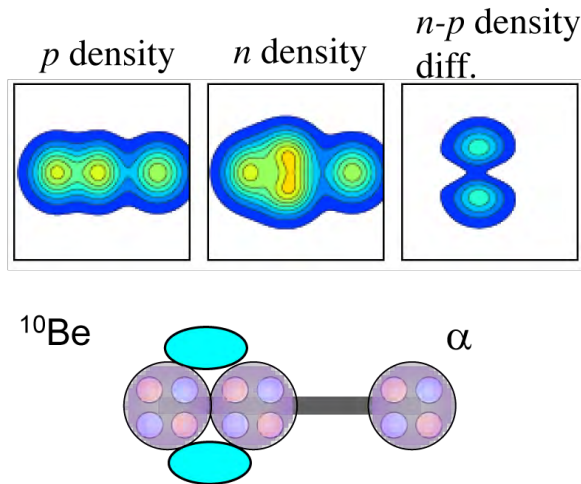 p density
n density
n-p density
diff.
¹⁰Be
α